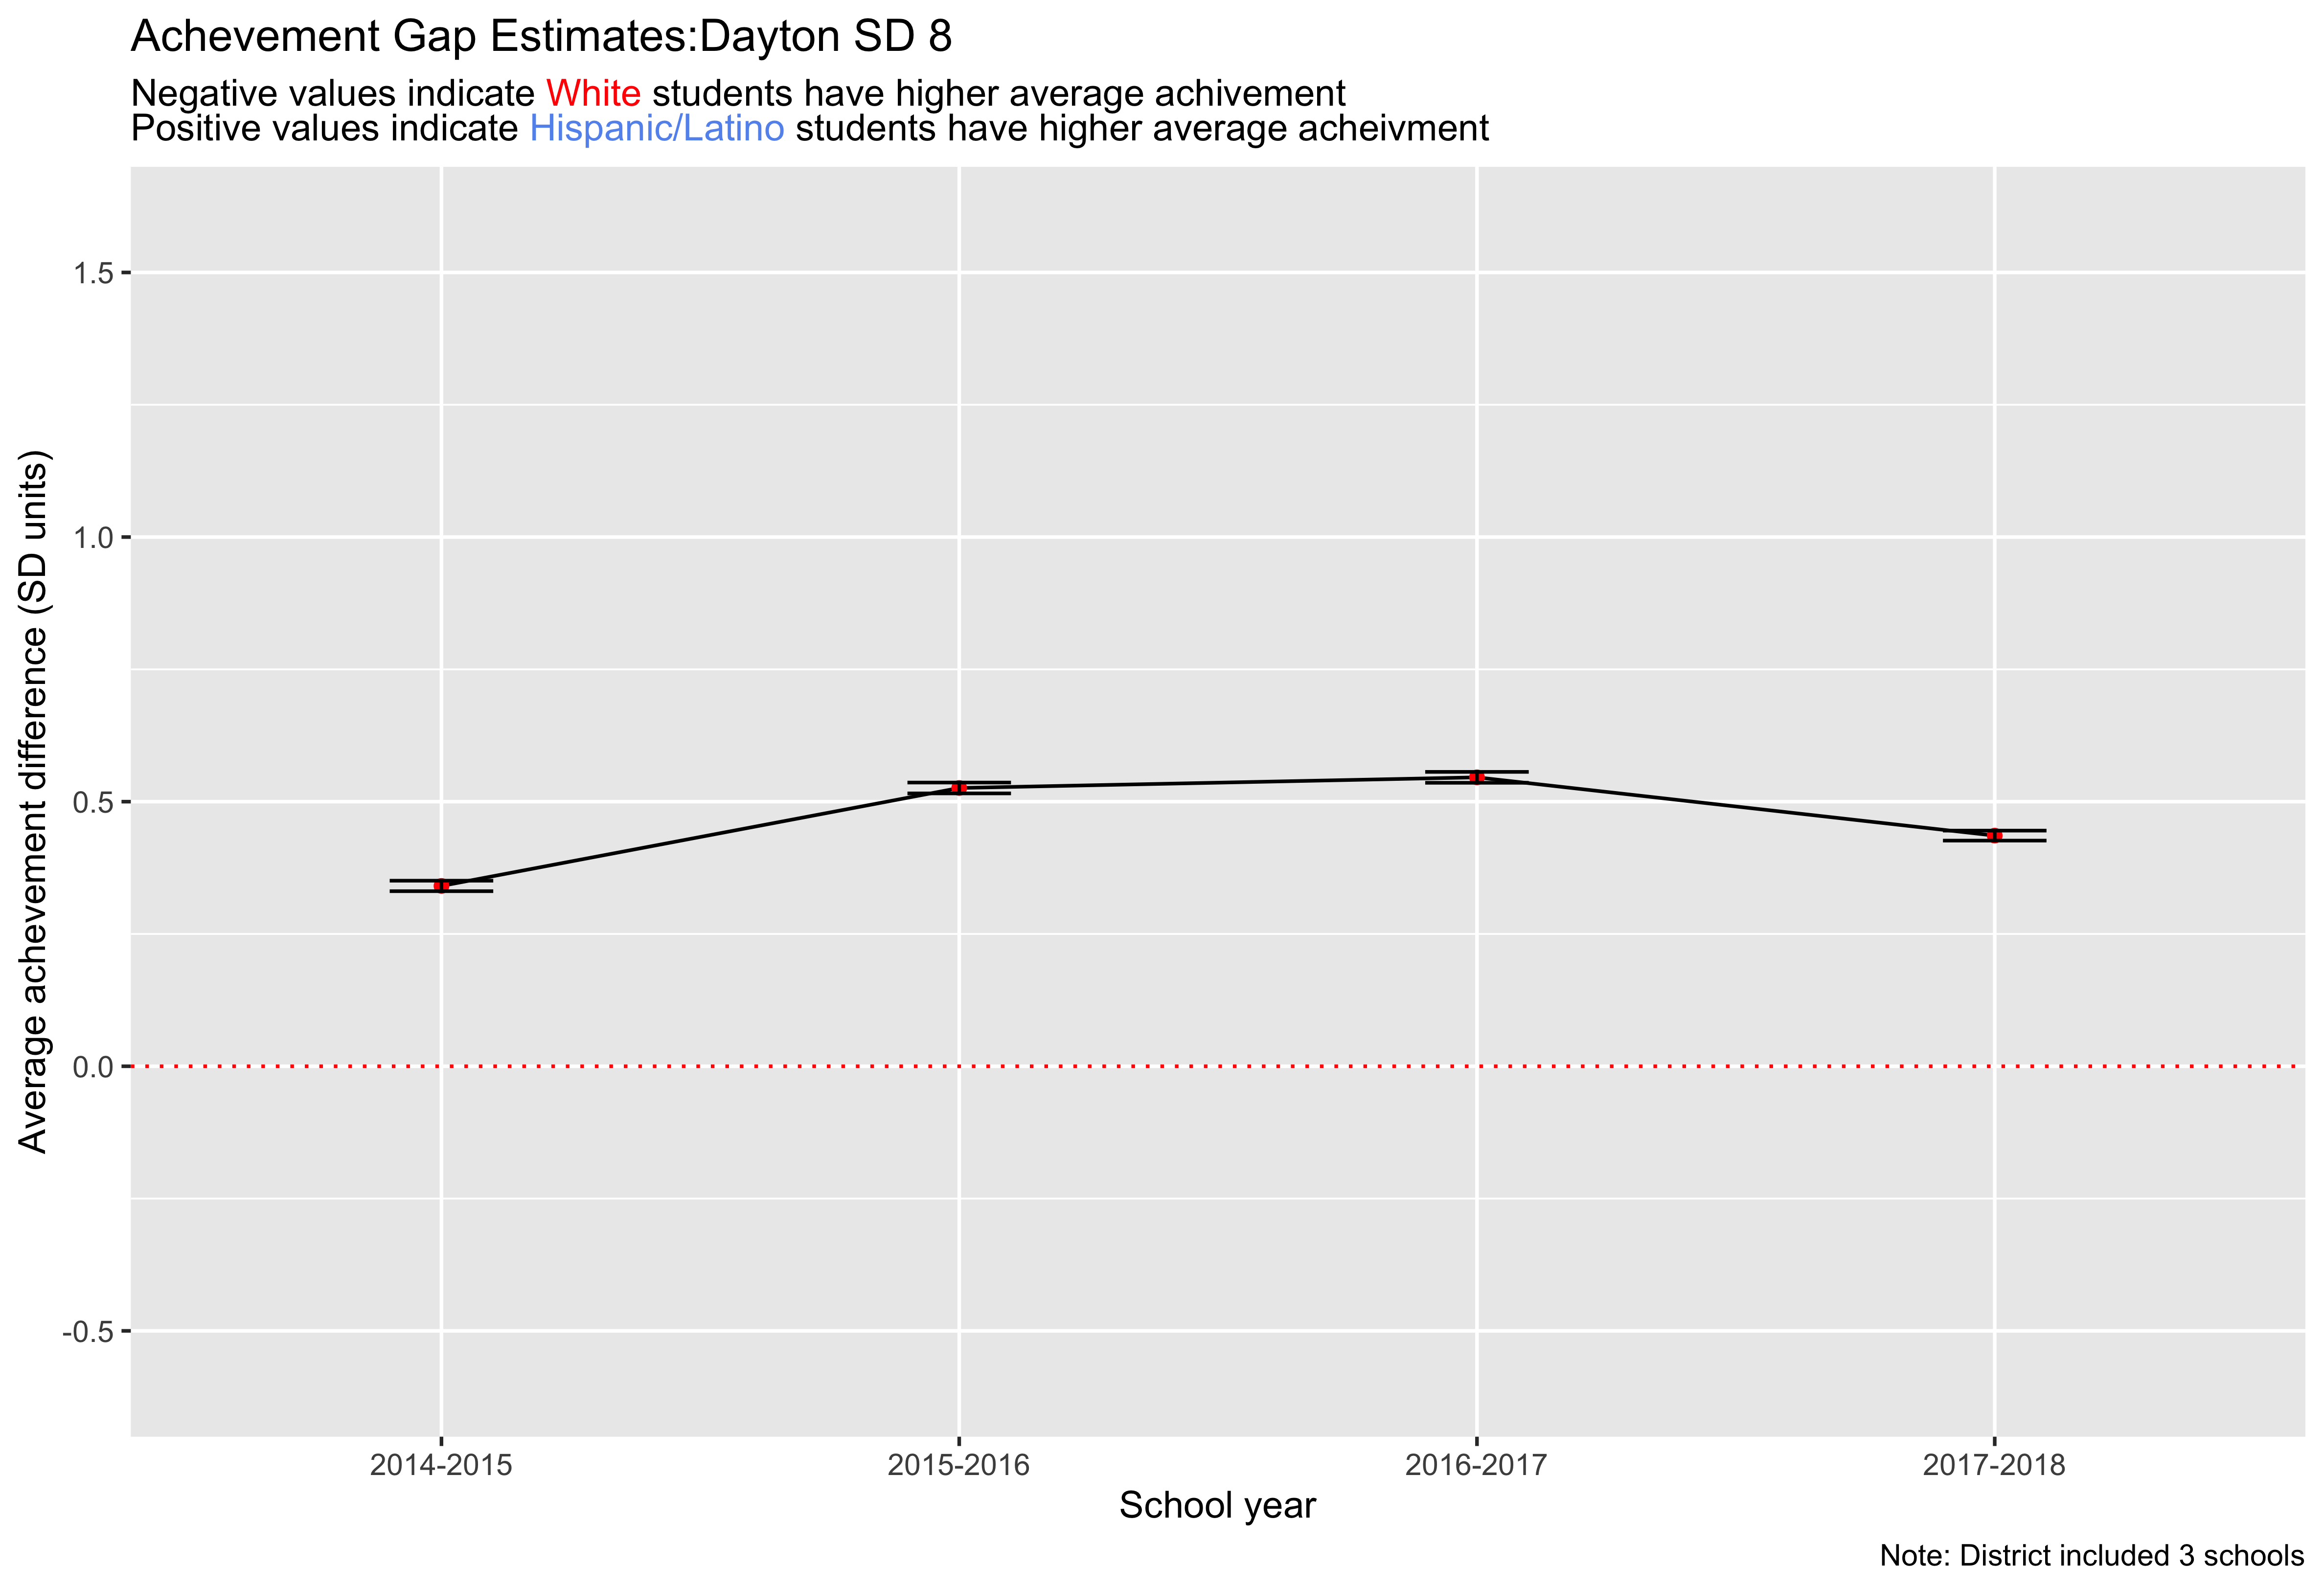 Achevement Gap Estimates:Dayton SD 8
Negative values indicate White students have higher average achivement
Positive values indicate Hispanic/Latino students have higher average acheivment
Average achevement difference (SD units)
1.5
1.0
0.5
0.0
-0.5
2014-2015
2015-2016
2016-2017
2017-2018
School year
Note: District included 3 schools